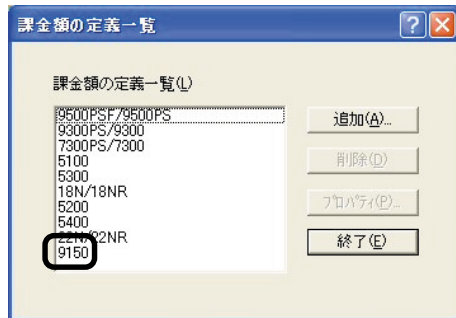 課金額の定義一覧
課金額の定義一覧(L)
9500PSF/9500PS
9300PS/9300
7300PS/7300
5100
5300
18N/18NR
5200
5400
22N/22NR
9150
追加(A)...
削除(D)
プロパティ(P)...
終了(E)